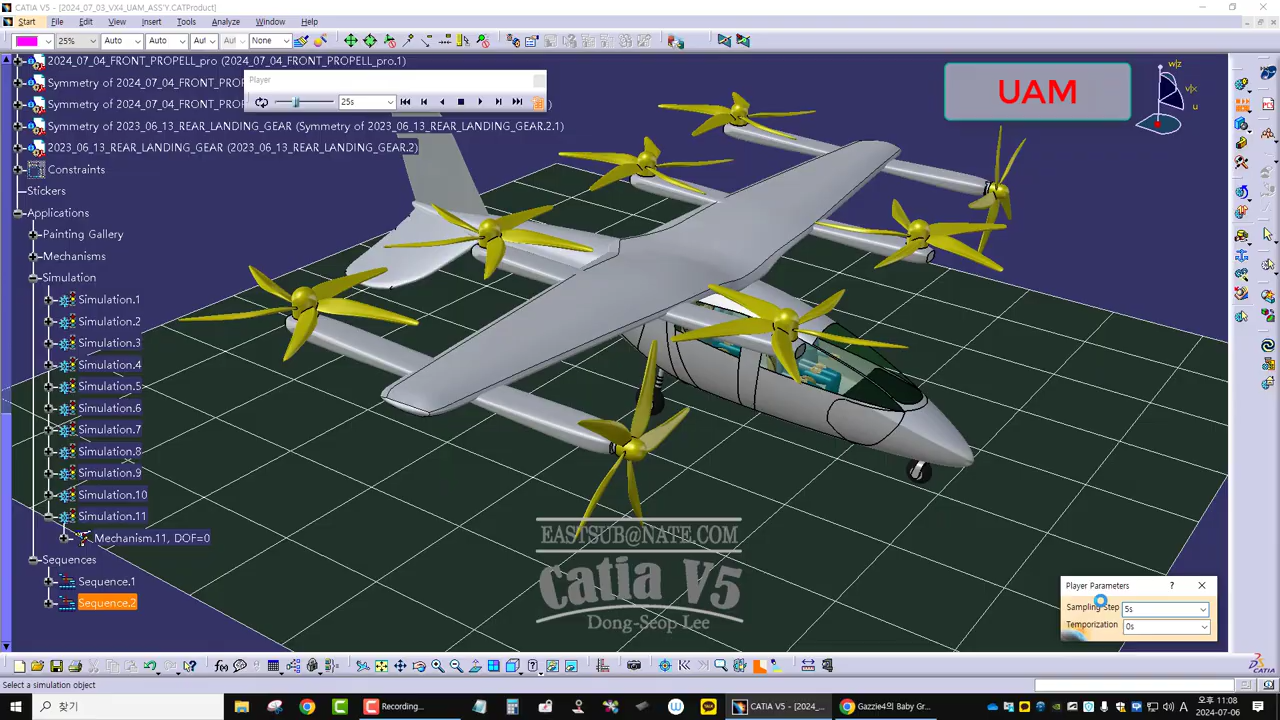 CATIA V5 - [2024_07_03_VX4_UAM_ASS'Y.CATProduct]
Start File Edit View Insert Tools Analyze Window Help
25% Auto Auto Aut Aut None
2024_07_04_FRONT_PROPELL_pro (2024_07_04_FRONT_PROPELL_pro.1)
Player
Symmetry of 2024_07_04_FRONT_PROPELL_pro
UAM
w|z
v|x
u
25s
Symmetry of 2024_07_04_FRONT_PROP
Symmetry of 2023_06_13_REAR_LANDING_GEAR (Symmetry of 2023_06_13_REAR_LANDING_GEAR.2.1)
2023_06_13_REAR_LANDING_GEAR (2023_06_13_REAR_LANDING_GEAR.2)
Constraints
Stickers
Applications
Painting Gallery
Mechanisms
Simulation
Simulation.1
Simulation.2
Simulation.3
Simulation.4
Simulation.5
Simulation.6
Simulation.7
Simulation.8
Simulation.9
Simulation.10
Simulation.11
Mechanism.11, DOF=0
Sequences
Sequence.1
Sequence.2
EASTSUB@NATE.COM
Catia V5
Dong-Seop Lee
Player Parameters ?
Sampling Step 5s
Temporization 0s
CATIA
Select a simulation object
찾기
Recording...
CATIA V5 - [2024_...
Gazzie4의 Baby Gr...
A
오후 11:08
2024-07-06